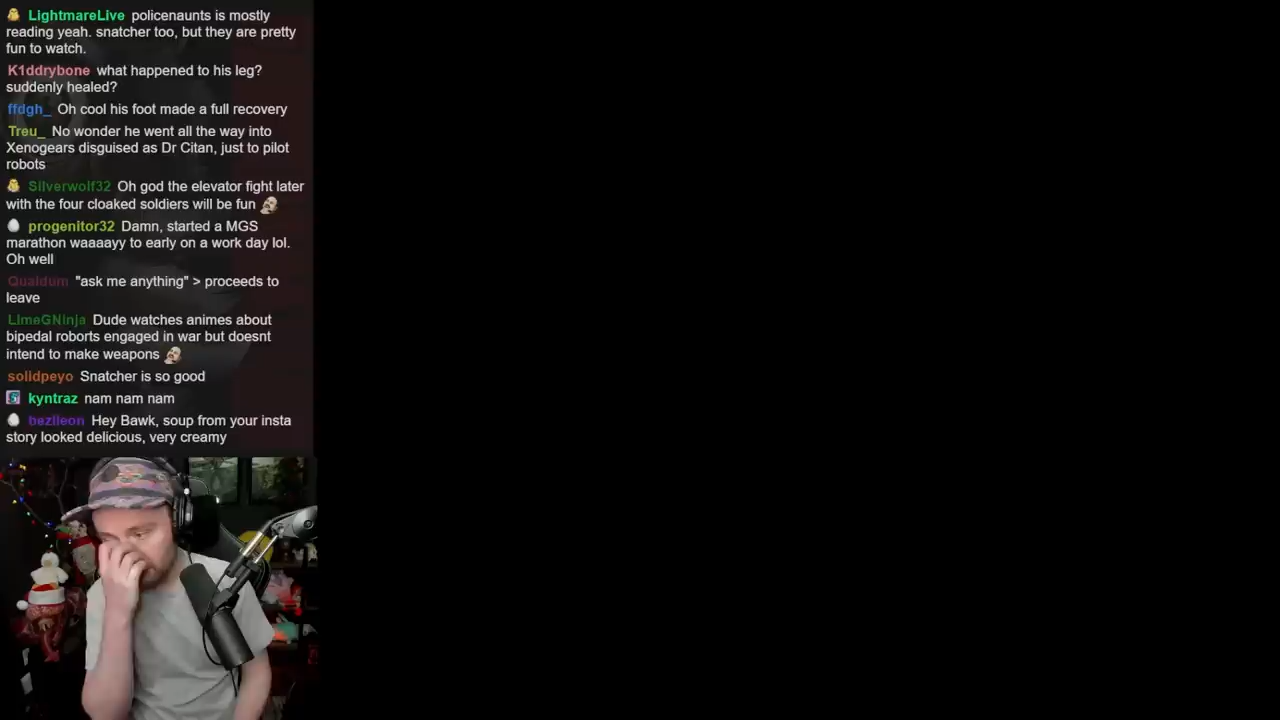 LightmareLive policenaunts is mostly
reading yeah. snatcher too, but they are pretty
fun to watch.
K1ddrybone what happened to his leg?
suddenly healed?
ffdgh_ Oh cool his foot made a full recovery
Treu_ No wonder he went all the way into
Xenogears disguised as Dr Citan, just to pilot
robots
Silverwolf32 Oh god the elevator fight later
with the four cloaked soldiers will be fun
progenitor32 Damn, started a MGS
marathon waaaayy to early on a work day lol.
Oh well
Qualdum "ask me anything" > proceeds to
leave
LImeGNinja Dude watches animes about
bipedal roborts engaged in war but doesnt
intend to make weapons
solidpeyo Snatcher is so good
kyntraz nam nam nam
bezileon Hey Bawk, soup from your insta
story looked delicious, very creamy